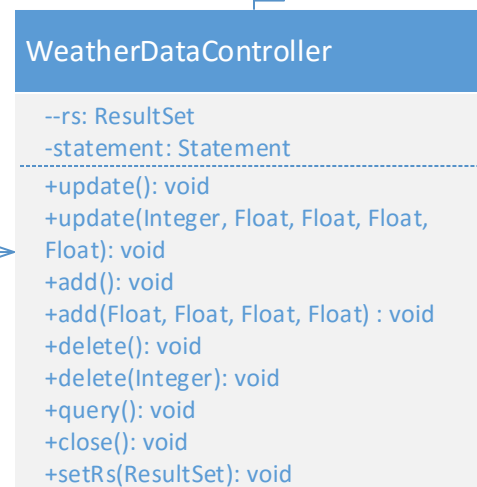 WeatherDataController
--rs: ResultSet
-statement: Statement
+update(): void
+update(Integer, Float, Float, Float,
Float): void
+add(): void
+add(Float, Float, Float, Float) : void
+delete(): void
+delete(Integer): void
+query(): void
+close(): void
+setRs(ResultSet): void